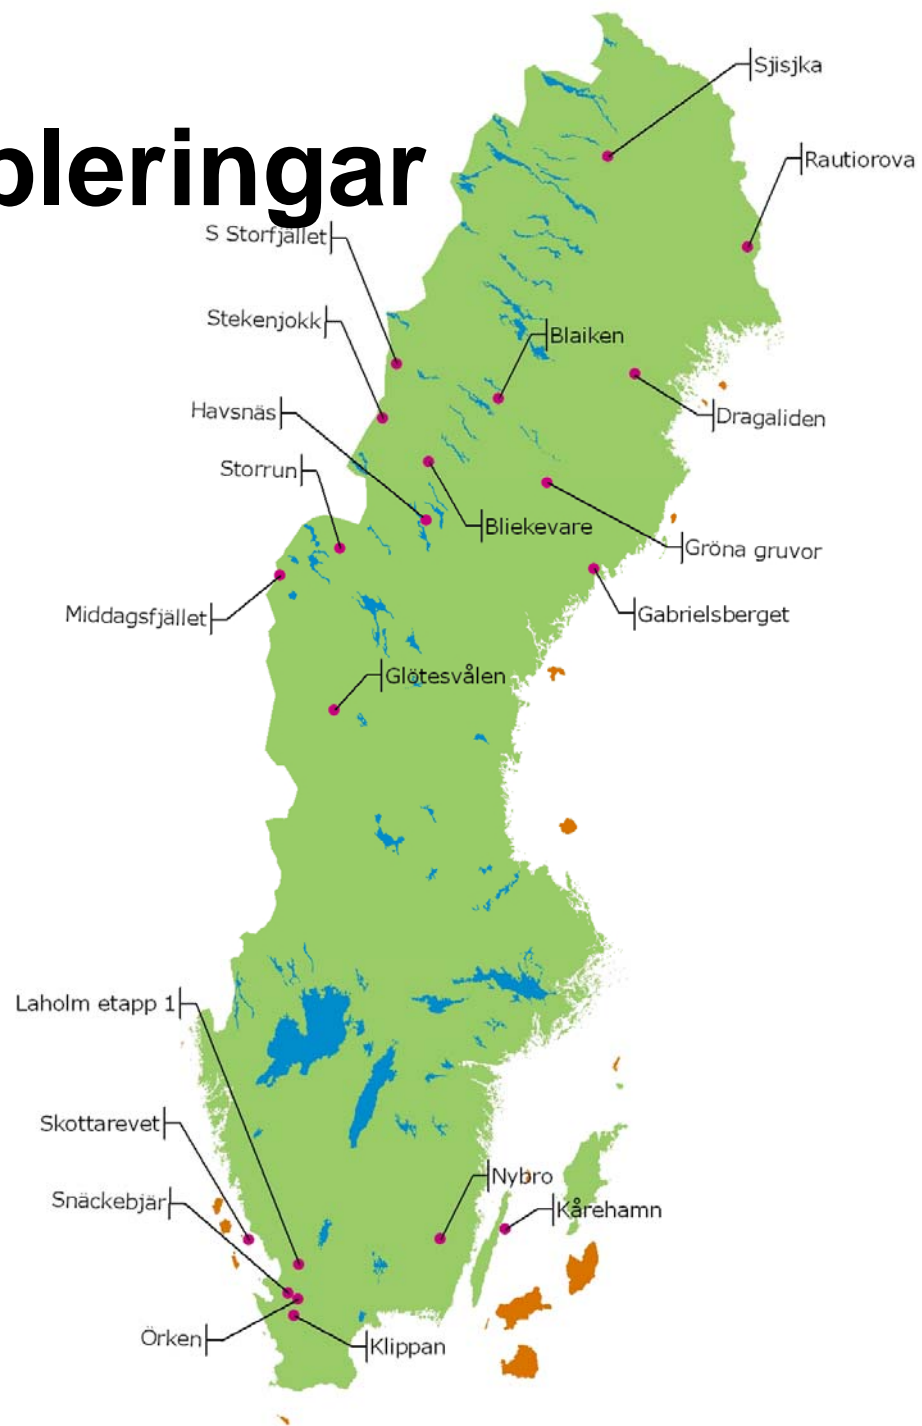 Sjisjka
bleringar
Rautiorova
S Storfjället
Stekenjokk
Blaiken
Havsnäs
Dragaliden
Storrun
Bliekevare
Gröna gruvor
Middagsfjället
Gabrielsberget
Glötesvålen
Laholm etapp 1
Skottarevet
Nybro
Snäckebjär
Kårehamn
Örken
Klippan